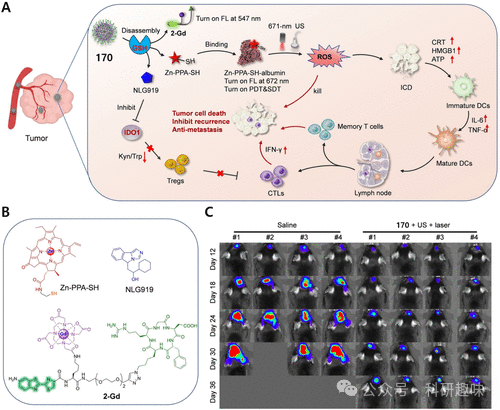 A
170
Disassembly
GSH
2-Gd
Turn on FL at 547 nm
Zn-PPA-SH
SH
Binding
Zn-PPA-SH-albumin
Turn on FL at 672 nm
Turn on PDT&SDT
671-nm
US
ROS
ICD
CRT
HMGB1
ATP
Immature DCs
IL-6
TNF-α
Mature DCs
Lymph node
Memory T cells
CTLs
IFN-γ
kill
Tumor cell death
Inhibit recurrence
Anti-metastasis
NLG919
Inhibit
IDO1
Kyn/Trp
Tregs
Tumor
B
Zn-PPA-SH
NLG919
2-Gd
C
Saline
170 + US + laser
#1 #2 #3 #4 #1 #2 #3 #4
Day 12
Day 18
Day 24
Day 30
Day 36
公众号 · 科研趣味